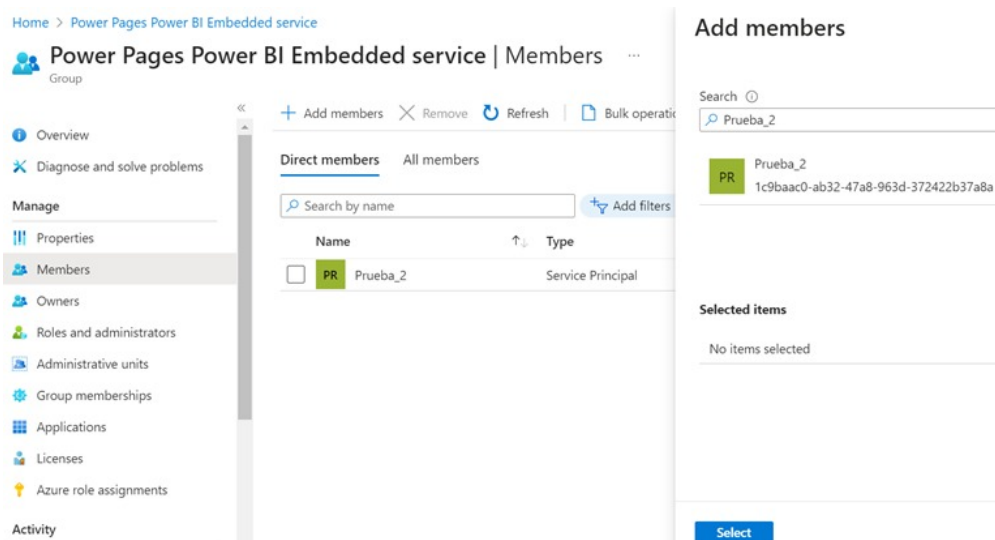 Home > Power Pages Power BI Embedded service
Power Pages Power BI Embedded service | Members ...
Group
«
Overview
Diagnose and solve problems
Manage
Properties
Members
Owners
Roles and administrators
Administrative units
Group memberships
Applications
Licenses
Azure role assignments
Activity
+ Add members Remove Refresh | Bulk operatio
Direct members All members
Search by name Add filters
Name ↑↓ Type
PR Prueba_2 Service Principal
Add members
Search
Prueba_2
PR Prueba_2
1c9baac0-ab32-47a8-963d-372422b37a8a
Selected items
No items selected
Select